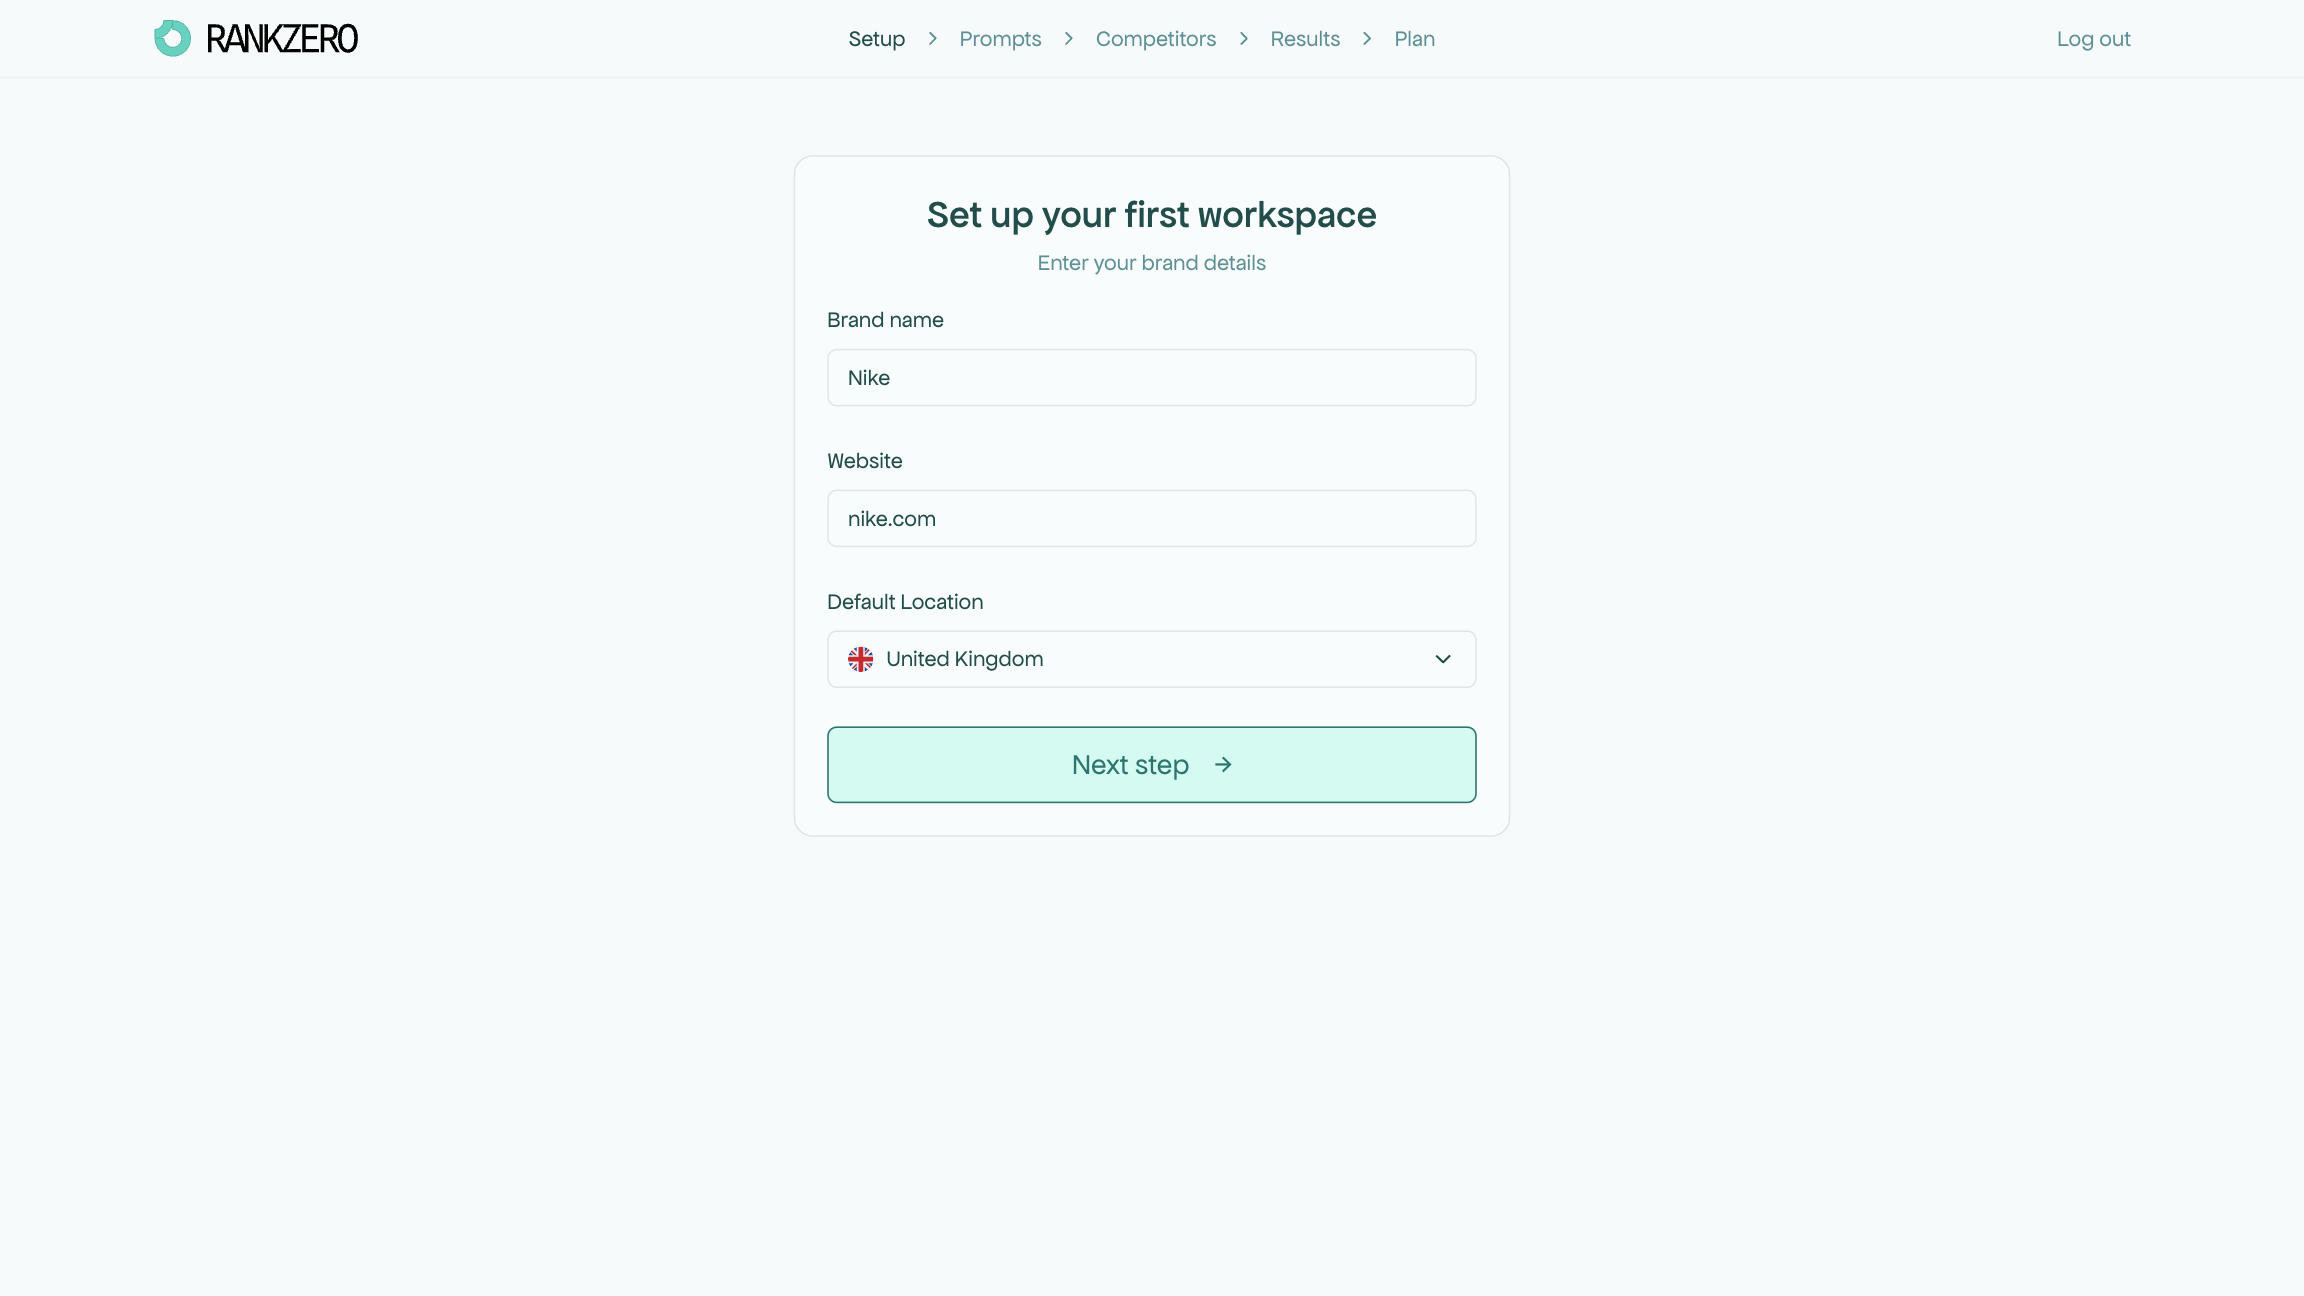 RANKZERO
Setup > Prompts > Competitors > Results > Plan
Log out
Set up your first workspace
Enter your brand details
Brand name
Nike
Website
nike.com
Default Location
United Kingdom
Next step →